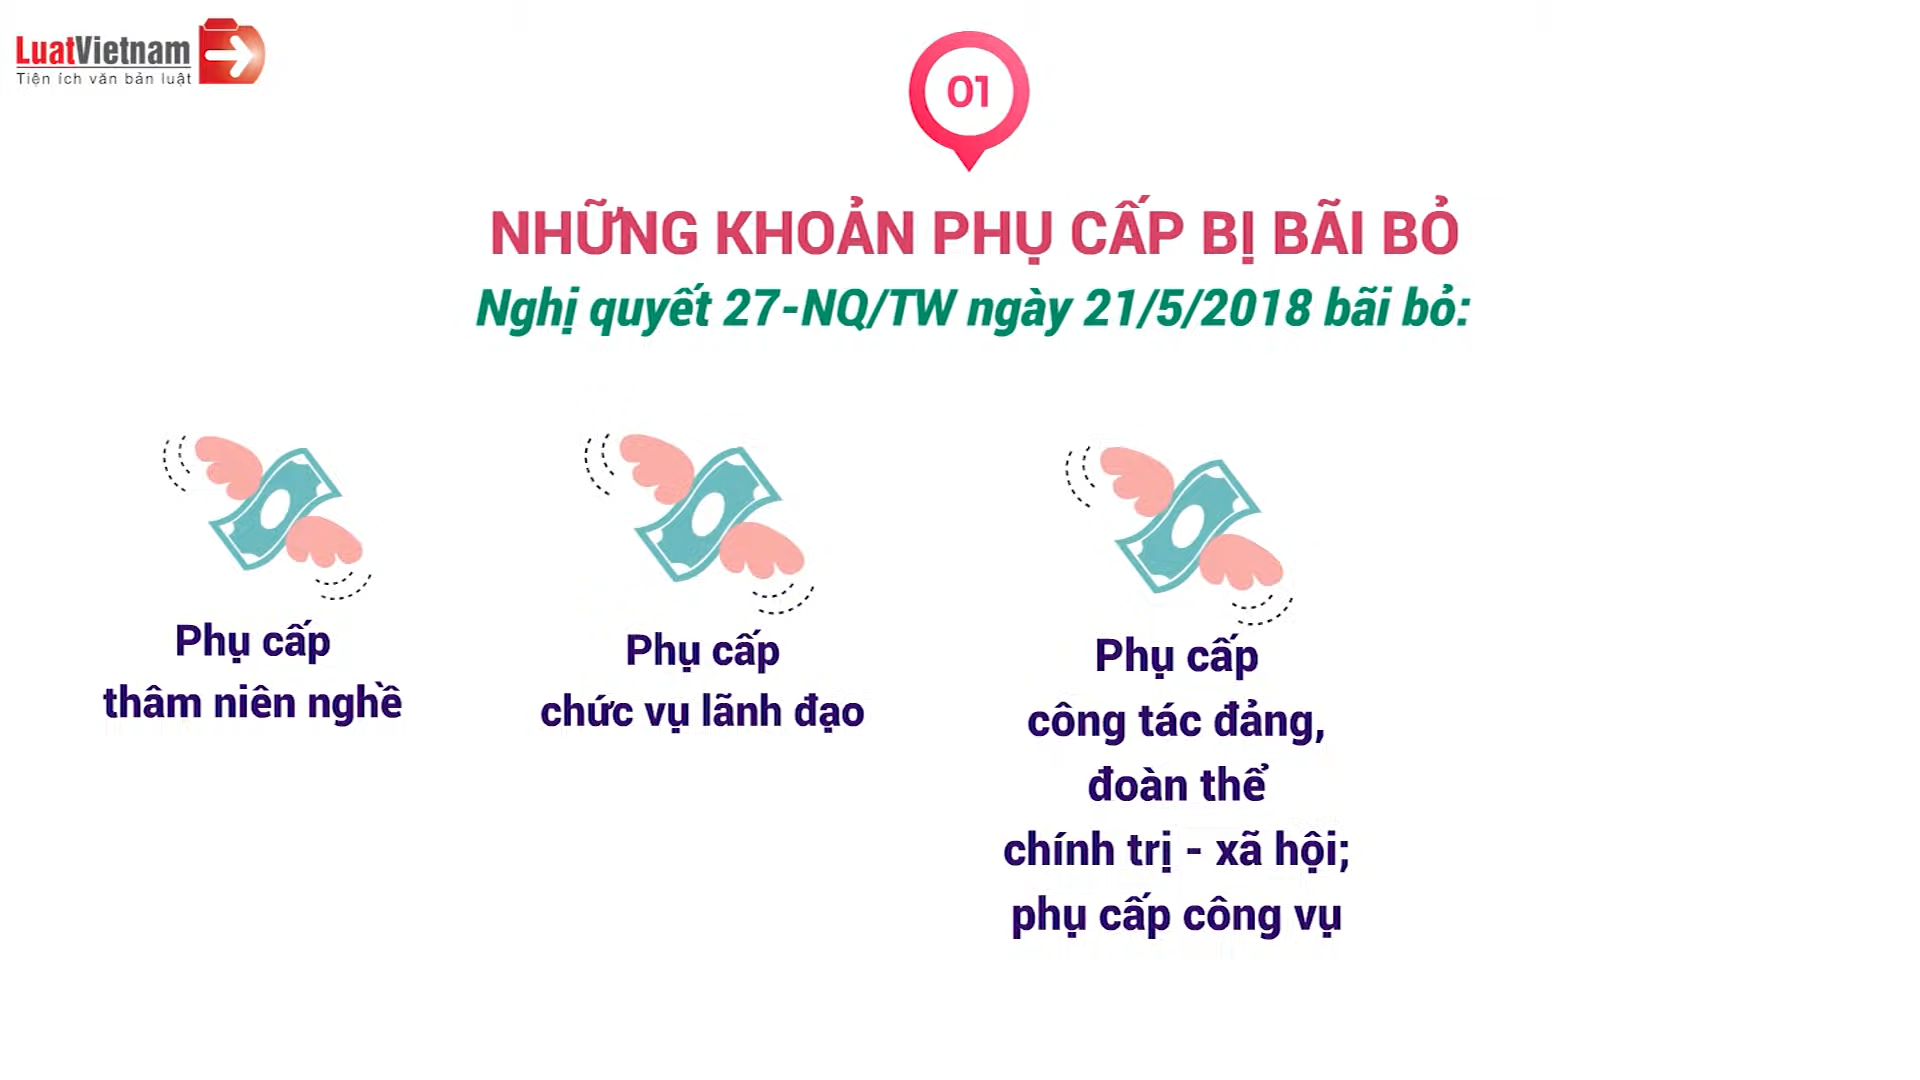 LuatVietnam
Tiện ích văn bản luật
01
NHỮNG KHOẢN PHỤ CẤP BỊ BÃI BỎ
Nghị quyết 27-NQ/TW ngày 21/5/2018 bãi bỏ:
Phụ cấp
thâm niên nghề
Phụ cấp
chức vụ lãnh đạo
Phụ cấp
công tác đảng,
đoàn thể
chính trị - xã hội;
phụ cấp công vụ